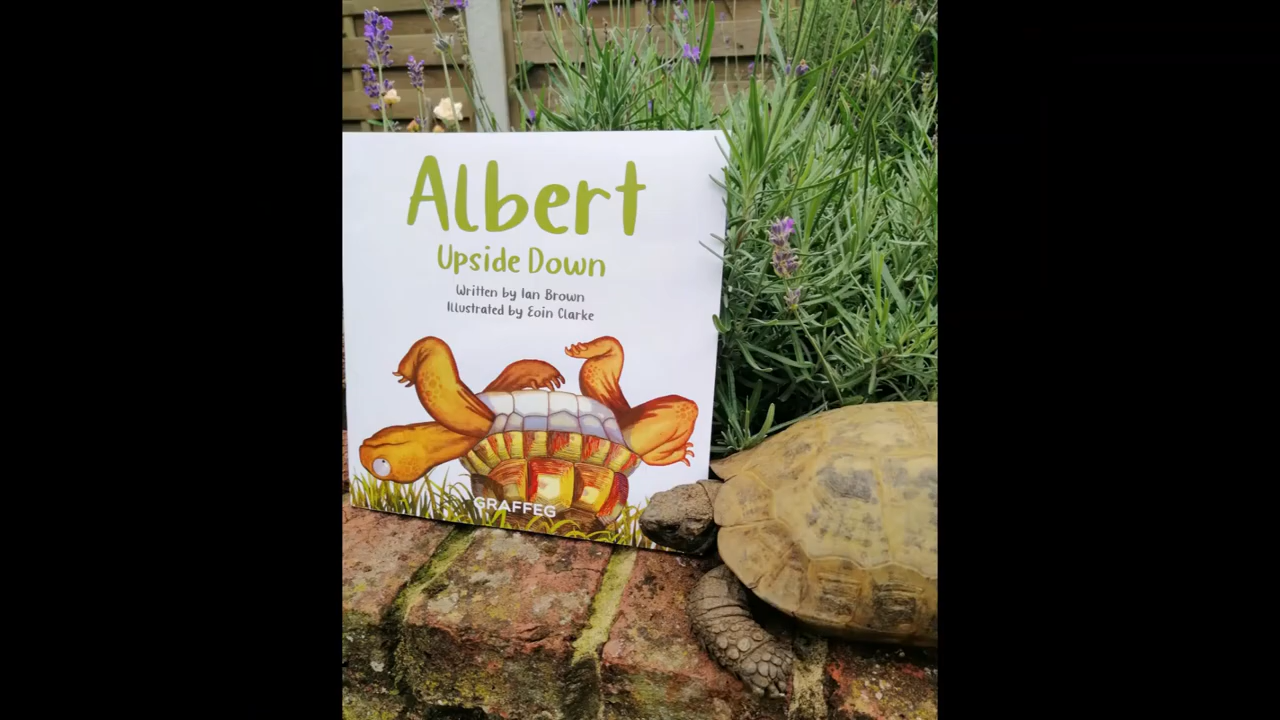 Albert
Upside Down
Written by Ian Brown
Illustrated by Eoin Clarke
GRAFFEG